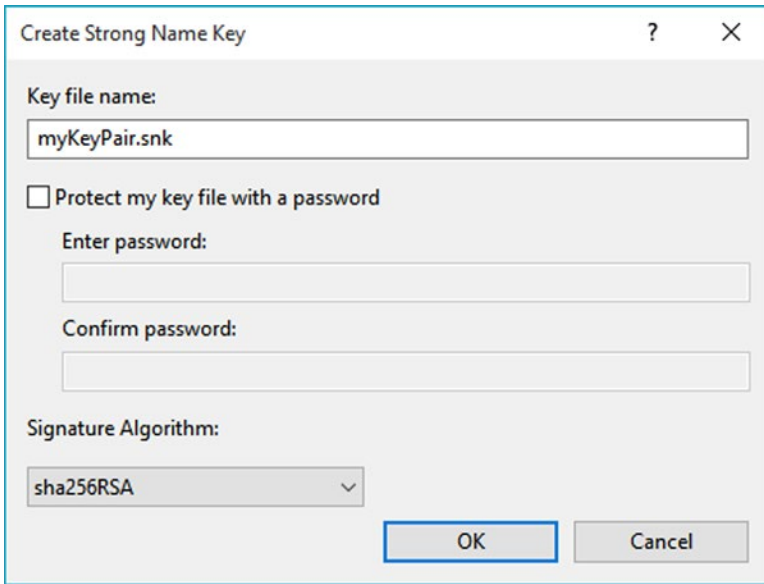 Create Strong Name Key
?
Key file name:
myKeyPair.snk
Protect my key file with a password
Enter password:
Confirm password:
Signature Algorithm:
sha256RSA
OK Cancel